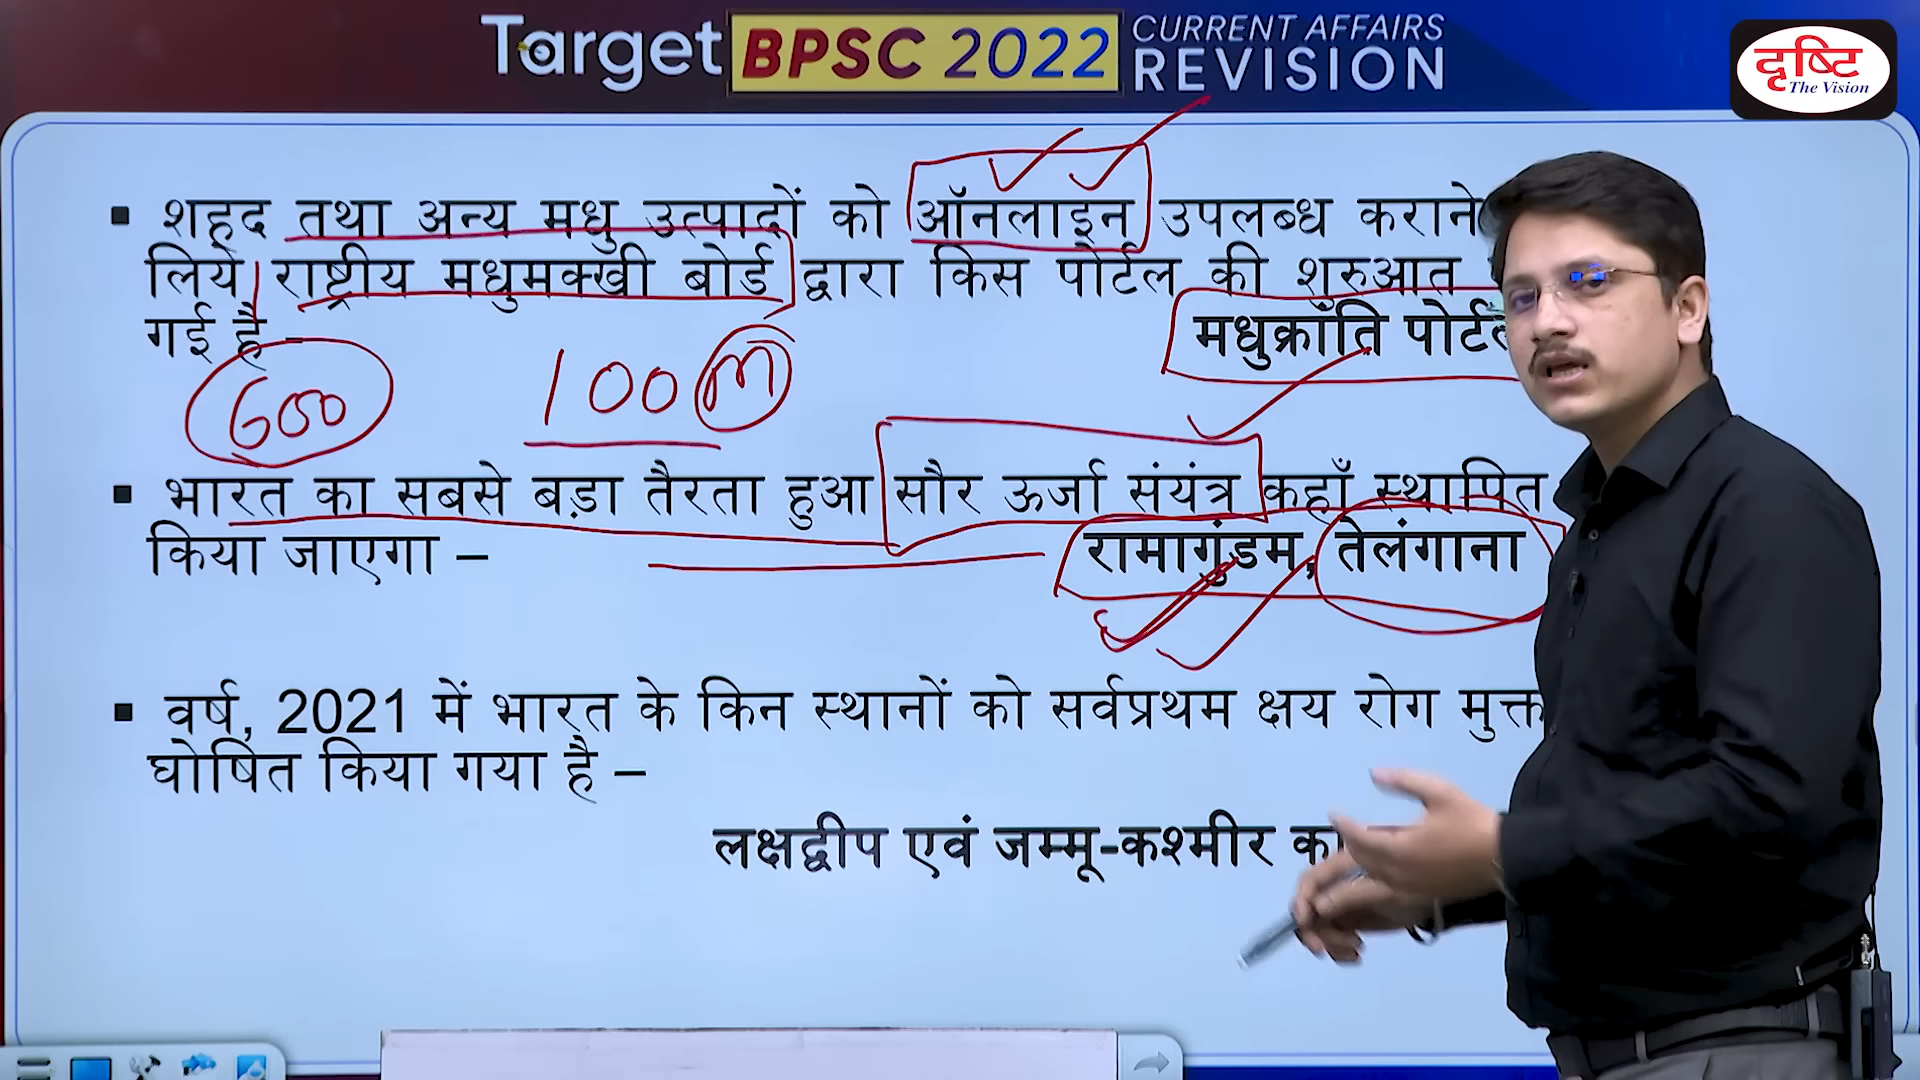 Target BPSC 2022 CURRENT AFFAIRS
REVISION
दृष्टि
The Vision
▪ शहद तथा अन्य मधु उत्पादों को ऑनलाइन उपलब्ध कराने
लिये राष्ट्रीय मधुमक्खी बोर्ड द्वारा किस पोर्टल की शुरुआत
गई है –
मधुक्राँति पोर्टल
600 100 m
▪ भारत का सबसे बड़ा तैरता हुआ सौर ऊर्जा संयंत्र कहाँ स्थापित
किया जाएगा –
रामागुंडम, तेलंगाना
▪ वर्ष, 2021 में भारत के किन स्थानों को सर्वप्रथम क्षय रोग मुक्त
घोषित किया गया है –
लक्षद्वीप एवं जम्मू-कश्मीर